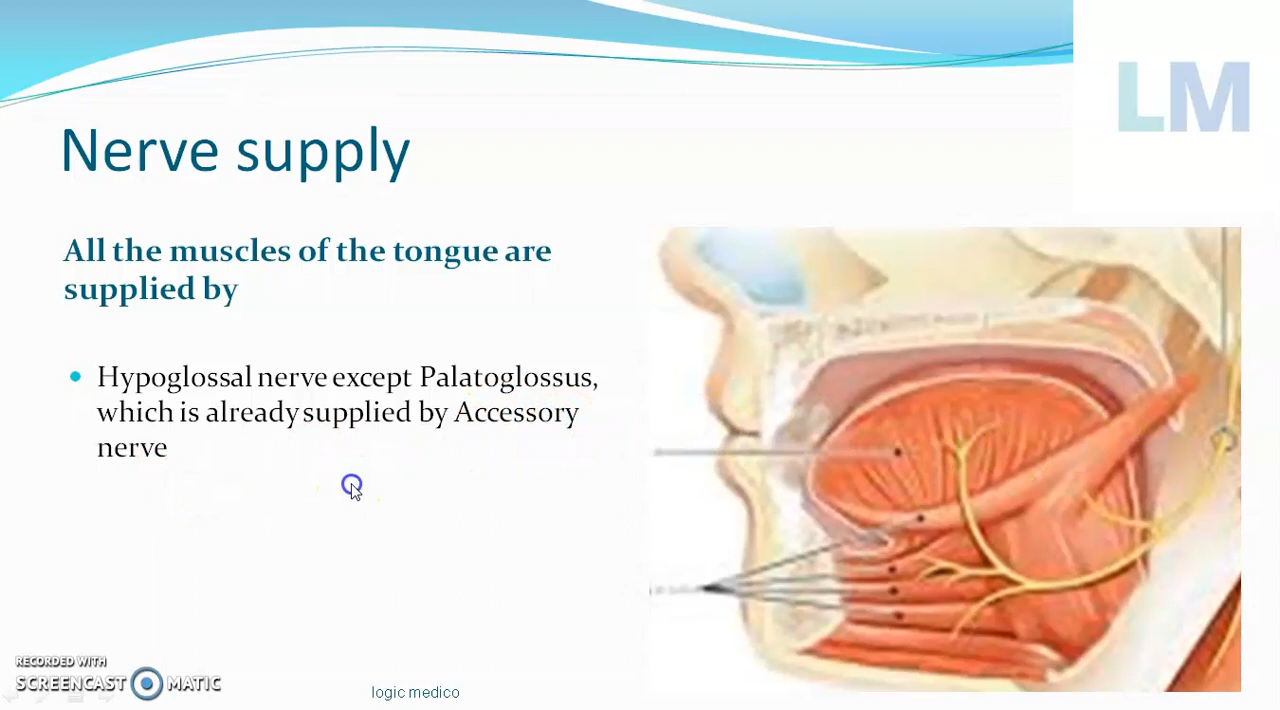 LM
Nerve supply
All the muscles of the tongue are
supplied by
Hypoglossal nerve except Palatoglossus,
which is already supplied by Accessory
nerve
RECORDED WITH
SCREENCAST MATIC
logic medico